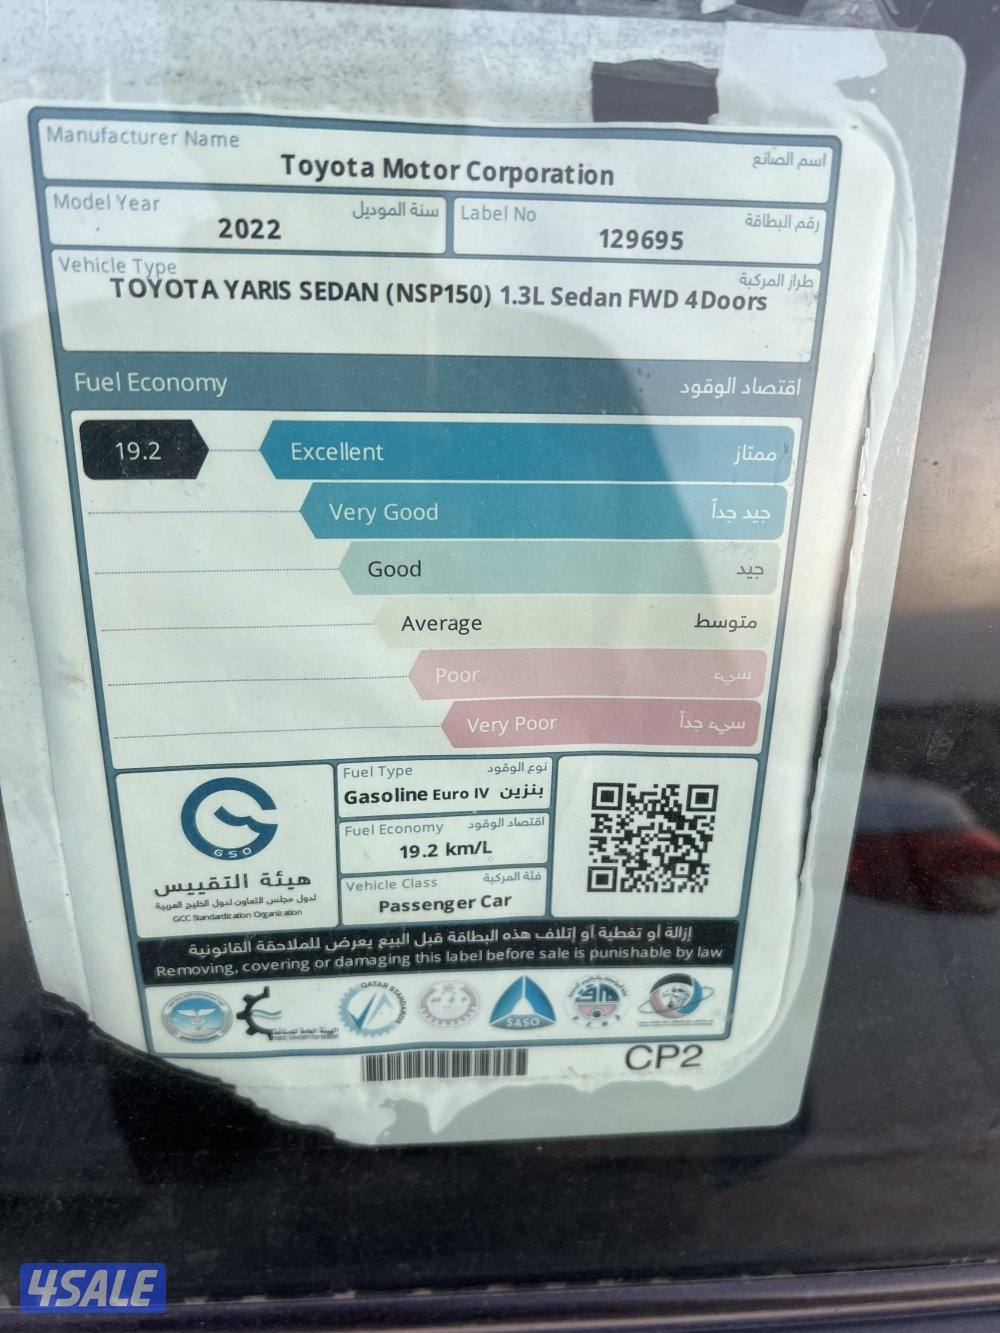 Manufacturer Name اسم الصانع
Toyota Motor Corporation
Model Year سنة الموديل
2022
Label No رقم البطاقة
129695
Vehicle Type طراز المركبة
TOYOTA YARIS SEDAN (NSP150) 1.3L Sedan FWD 4Doors
Fuel Economy اقتصاد الوقود
19.2 Excellent ممتاز
Very Good جيد جداً
Good جيد
Average متوسط
Poor سيء
Very Poor سيء جداً
GSO
هيئة التقييس
لدول مجلس التعاون لدول الخليج العربية
GCC Standardization Organization
Fuel Type نوع الوقود
Gasoline Euro IV بنزين
Fuel Economy اقتصاد الوقود
19.2 km/L
Vehicle Class فئة المركبة
Passenger Car
إزالة أو تغطية أو إتلاف هذه البطاقة قبل البيع يعرض للملاحقة القانونية
Removing, covering or damaging this label before sale is punishable by law
QATAR STANDARDS
SASO
CP2
4SALE